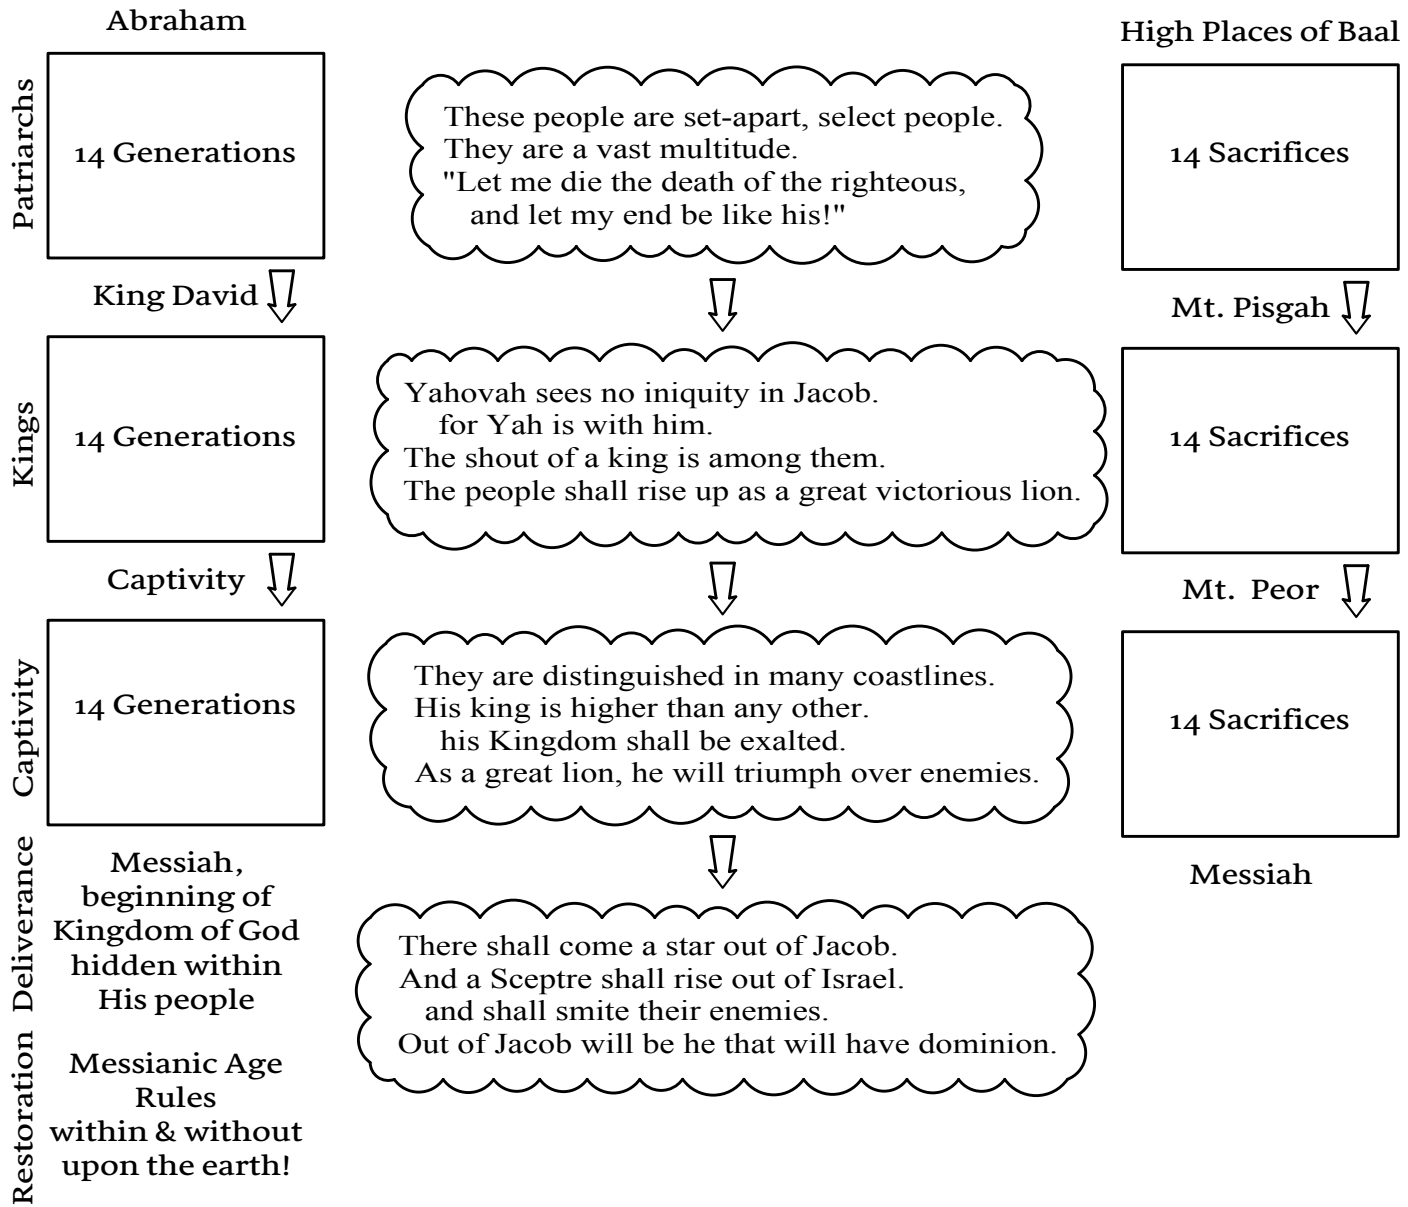 Abraham
High Places of Baal
Patriarchs
14 Generations
These people are set-apart, select people.
They are a vast multitude.
"Let me die the death of the righteous,
and let my end be like his!"
14 Sacrifices
King David
Mt. Pisgah
Kings
14 Generations
Yahovah sees no iniquity in Jacob.
for Yah is with him.
The shout of a king is among them.
The people shall rise up as a great victorious lion.
14 Sacrifices
Captivity
Mt. Peor
Captivity
14 Generations
They are distinguished in many coastlines.
His king is higher than any other.
his Kingdom shall be exalted.
As a great lion, he will triumph over enemies.
14 Sacrifices
Deliverance
Messiah,
beginning of
Kingdom of God
hidden within
His people
There shall come a star out of Jacob.
And a Sceptre shall rise out of Israel.
and shall smite their enemies.
Out of Jacob will be he that will have dominion.
Messiah
Restoration
Messianic Age
Rules
within & without
upon the earth!